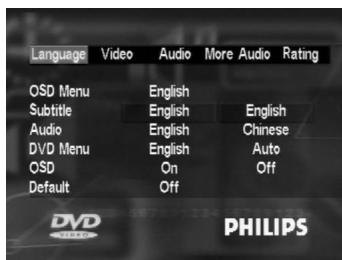 Language Video Audio More Audio Rating
OSD Menu English
Subtitle English English
Audio English Chinese
DVD Menu English Auto
OSD On Off
Default Off
DVD VIDEO PHILIPS